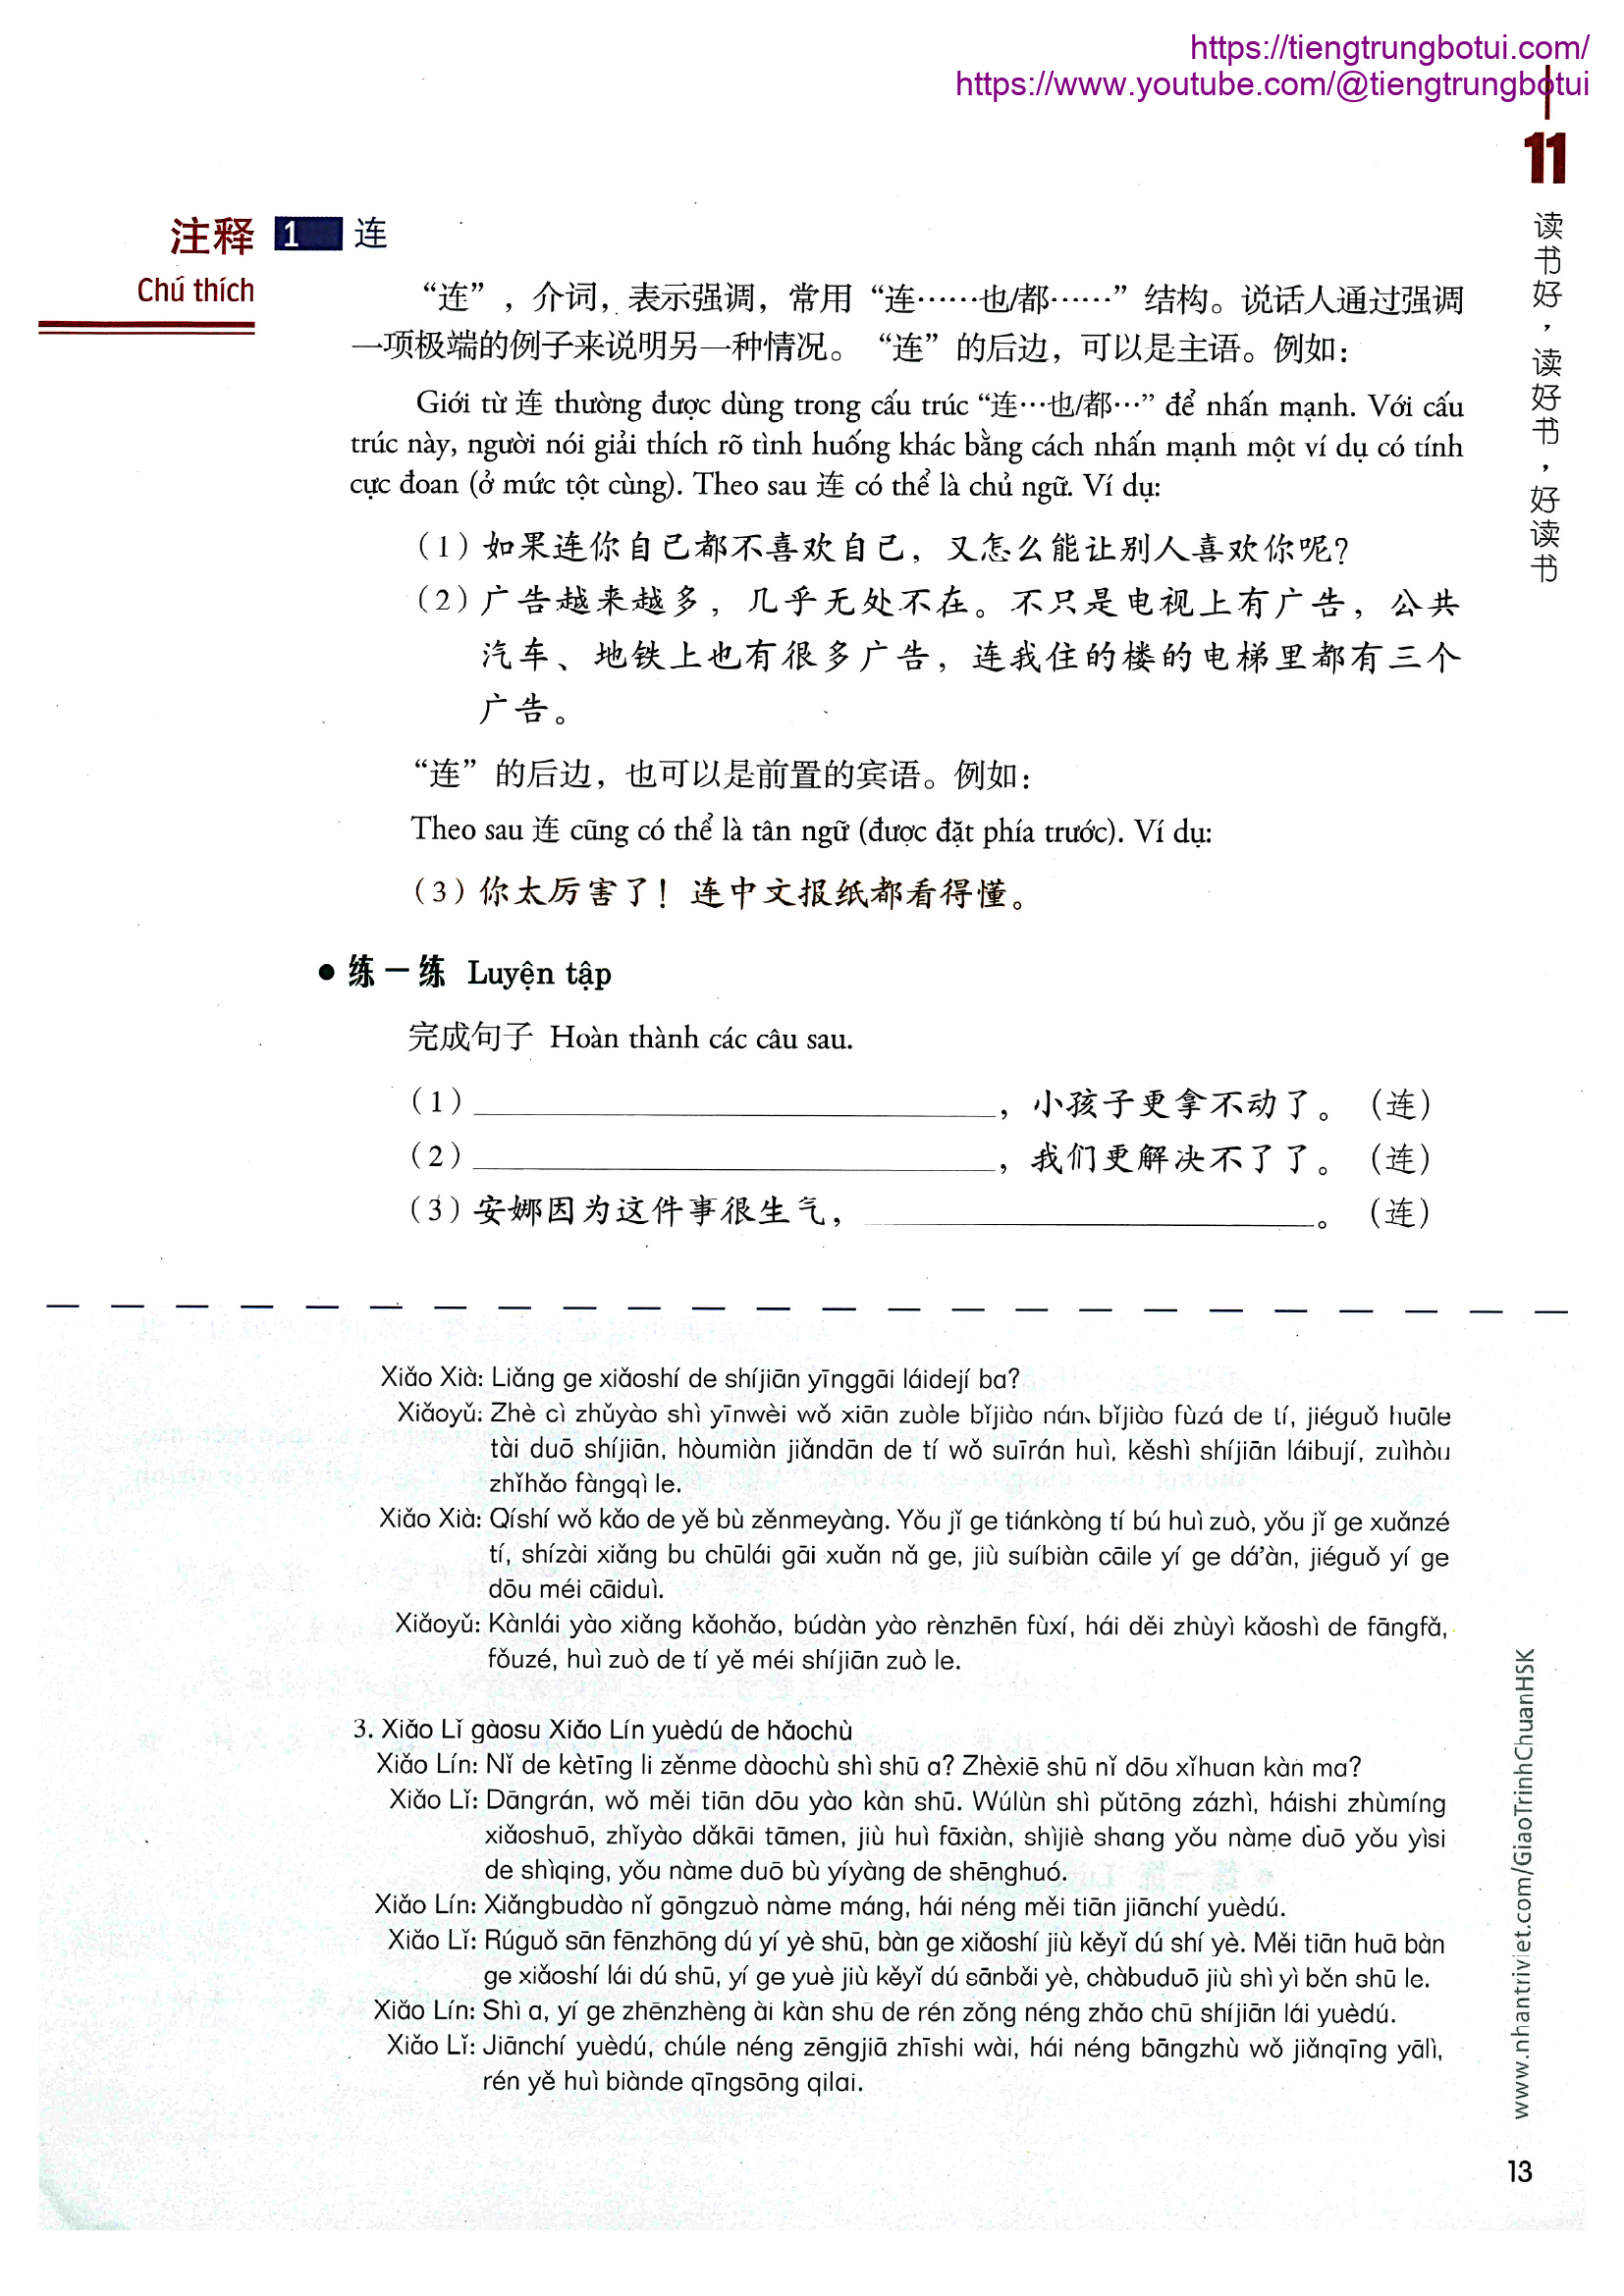 https://tiengtrungbotui.com/
https://www.youtube.com/@tiengtrungbotui
11
读书好，读好书，好读书
注释 1 连
Chú thích
“连”，介词，表示强调，常用“连……也/都……”结构。说话人通过强调
一项极端的例子来说明另一种情况。“连”的后边，可以是主语。例如：
Giới từ 连 thường được dùng trong cấu trúc “连…也/都…” để nhấn mạnh. Với cấu
trúc này, người nói giải thích rõ tình huống khác bằng cách nhấn mạnh một ví dụ có tính
cực đoan (ở mức tột cùng). Theo sau 连 có thể là chủ ngữ. Ví dụ:
（1）如果连你自己都不喜欢自己，又怎么能让别人喜欢你呢？
（2）广告越来越多，几乎无处不在。不只是电视上有广告，公共
汽车、地铁上也有很多广告，连我住的楼的电梯里都有三个
广告。
“连”的后边，也可以是前置的宾语。例如：
Theo sau 连 cũng có thể là tân ngữ (được đặt phía trước). Ví dụ:
（3）你太厉害了！连中文报纸都看得懂。
● 练一练 Luyện tập
完成句子 Hoàn thành các câu sau.
（1）______________________，小孩子更拿不动了。（连）
（2）______________________，我们更解决不了了。（连）
（3）安娜因为这件事很生气，___________________。（连）
Xiǎo Xià: Liǎng ge xiǎoshí de shíjiān yīnggāi láidejí ba?
Xiǎoyǔ: Zhè cì zhǔyào shì yīnwèi wǒ xiān zuòle bǐjiào nán、bǐjiào fùzá de tí, jiéguǒ huāle
tài duō shíjiān, hòumiàn jiǎndān de tí wǒ suīrán huì, kěshì shíjiān láibují, zuìhòu
zhǐhǎo fàngqì le.
Xiǎo Xià: Qíshí wǒ kǎo de yě bù zěnmeyàng. Yǒu jǐ ge tiánkòng tí bú huì zuò, yǒu jǐ ge xuǎnzé
tí, shízài xiǎng bu chūlái gāi xuǎn nǎ ge, jiù suíbiàn cāile yí ge dá’àn, jiéguǒ yí ge
dōu méi cāiduì.
Xiǎoyǔ: Kànlái yào xiǎng kǎohǎo, búdàn yào rènzhēn fùxí, hái děi zhùyì kǎoshì de fāngfǎ,
fǒuzé, huì zuò de tí yě méi shíjiān zuò le.
3. Xiǎo Lǐ gàosu Xiǎo Lín yuèdú de hǎochù
Xiǎo Lín: Nǐ de kètīng li zěnme dàochù shì shū a? Zhèxiē shū nǐ dōu xǐhuan kàn ma?
Xiǎo Lǐ: Dāngrán, wǒ měi tiān dōu yào kàn shū. Wúlùn shì pǔtōng zázhì, háishi zhùmíng
xiǎoshuō, zhǐyào dǎkāi tāmen, jiù huì fāxiàn, shìjiè shang yǒu nàme duō yǒu yìsi
de shìqing, yǒu nàme duō bù yíyàng de shēnghuó.
Xiǎo Lín: Xiǎngbudào nǐ gōngzuò nàme máng, hái néng měi tiān jiānchí yuèdú.
Xiǎo Lǐ: Rúguǒ sān fēnzhōng dú yí yè shū, bàn ge xiǎoshí jiù kěyǐ dú shí yè. Měi tiān huā bàn
ge xiǎoshí lái dú shū, yí ge yuè jiù kěyǐ dú sānbǎi yè, chàbuduō jiù shì yì běn shū le.
Xiǎo Lín: Shì a, yí ge zhēnzhèng ài kàn shū de rén zǒng néng zhǎo chū shíjiān lái yuèdú.
Xiǎo Lǐ: Jiānchí yuèdú, chúle néng zēngjiā zhīshi wài, hái néng bāngzhù wǒ jiǎnqīng yālì,
rén yě huì biànde qīngsōng qilai.
www.nhantriviet.com/GiaoTrinhChuanHSK
13